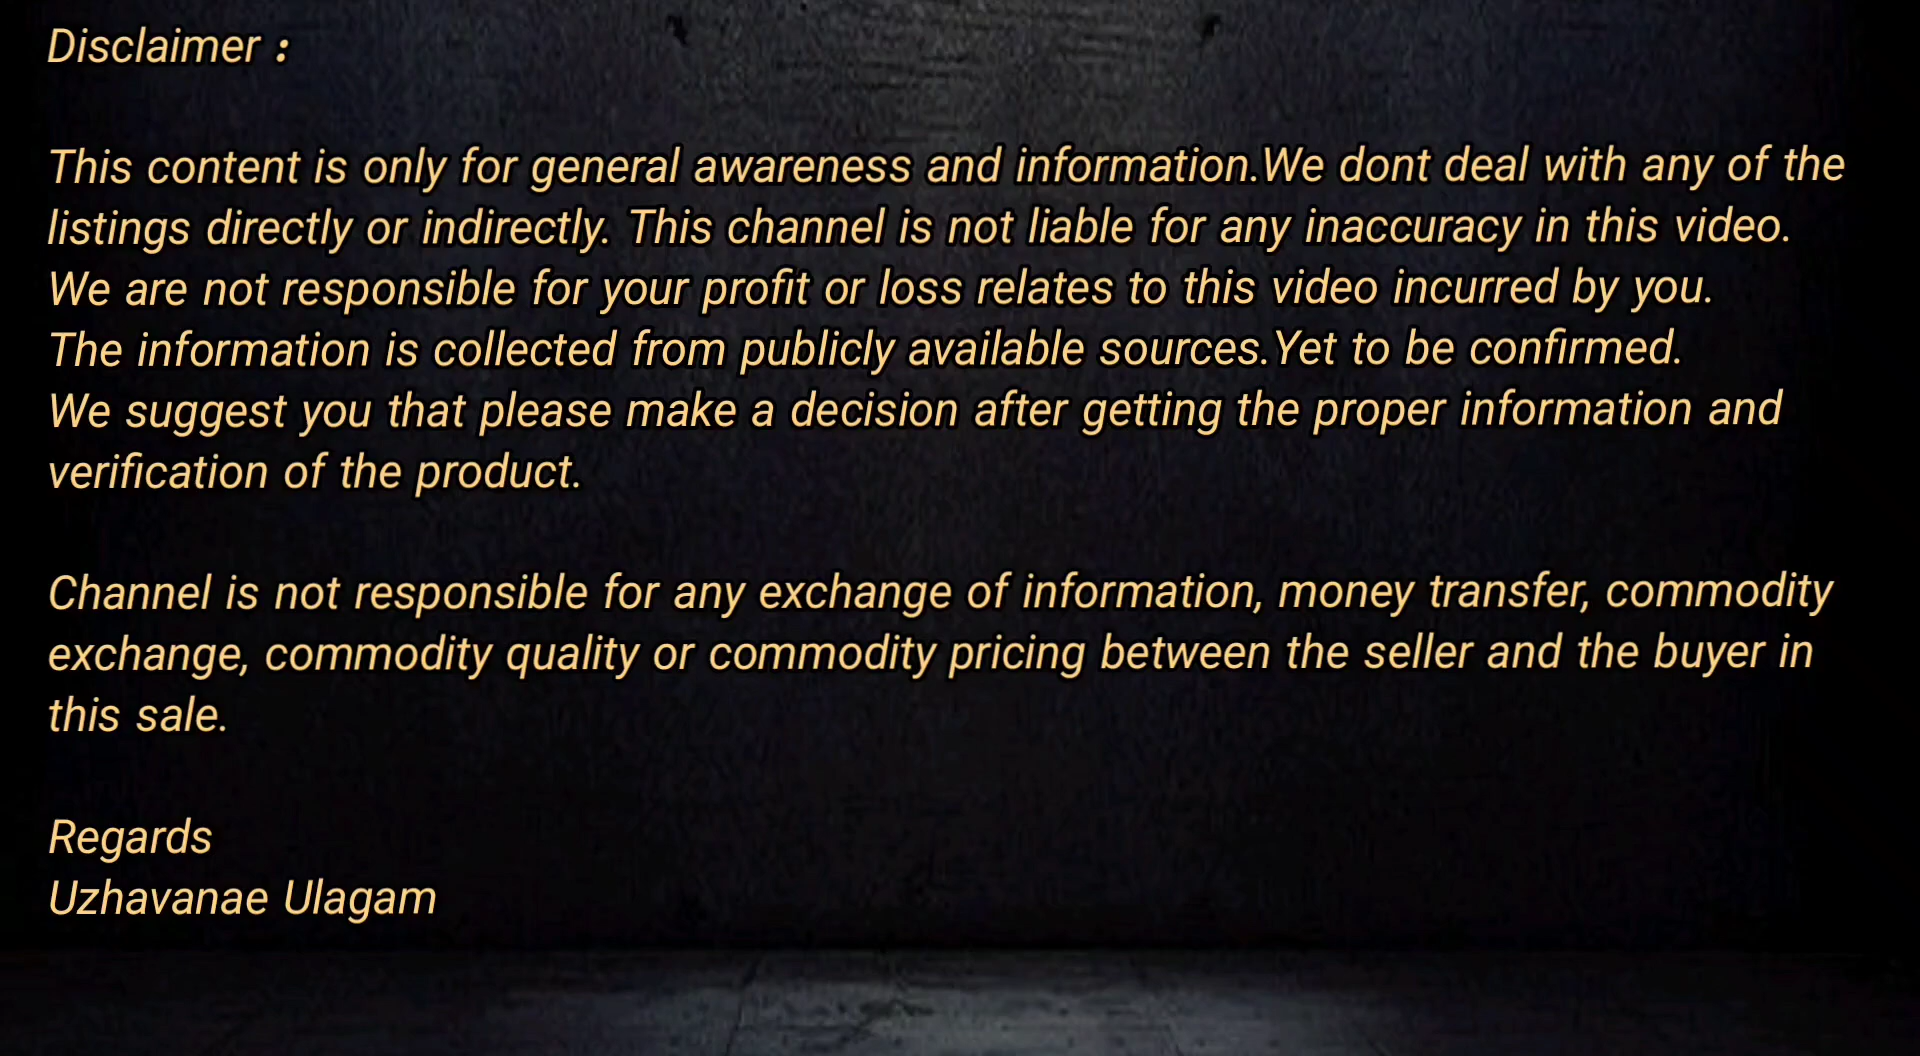 Disclaimer :
This content is only for general awareness and information.We dont deal with any of the
listings directly or indirectly. This channel is not liable for any inaccuracy in this video.
We are not responsible for your profit or loss relates to this video incurred by you.
The information is collected from publicly available sources.Yet to be confirmed.
We suggest you that please make a decision after getting the proper information and
verification of the product.
Channel is not responsible for any exchange of information, money transfer, commodity
exchange, commodity quality or commodity pricing between the seller and the buyer in
this sale.
Regards
Uzhavanae Ulagam